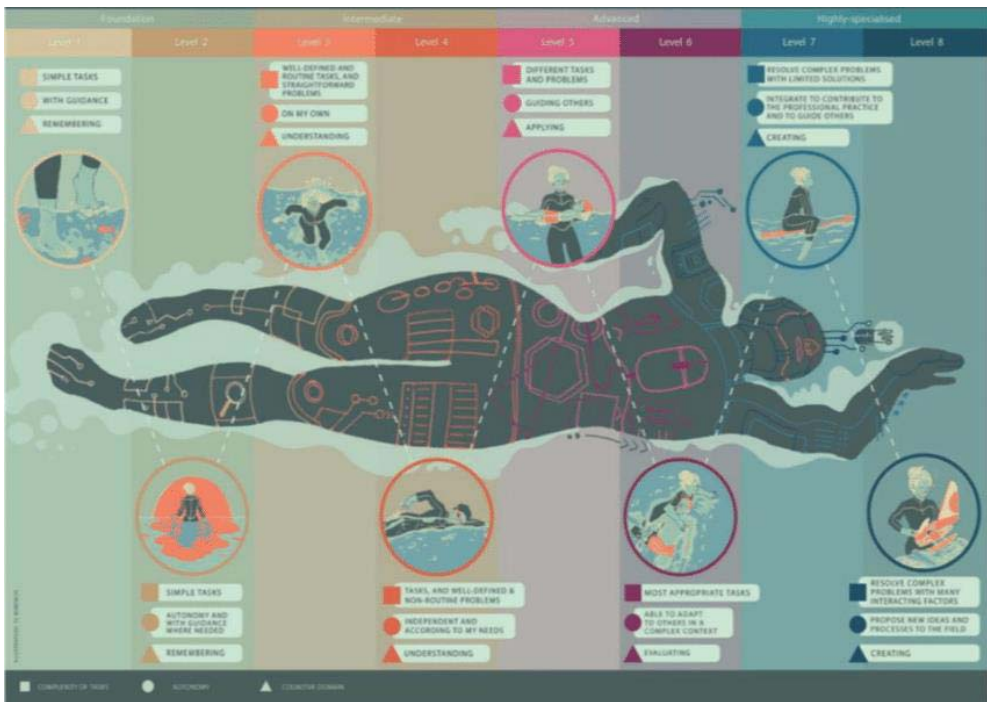 Foundation
Intermediate
Advanced
Highly-specialised
Level 1
Level 2
Level 3
Level 4
Level 5
Level 6
Level 7
Level 8
SIMPLE TASKS
WITH GUIDANCE
REMEMBERING
WELL-DEFINED AND
ROUTINE TASKS, AND
STRAIGHTFORWARD
PROBLEMS
ON MY OWN
UNDERSTANDING
DIFFERENT TASKS
AND PROBLEMS
GUIDING OTHERS
APPLYING
RESOLVE COMPLEX PROBLEMS
WITH LIMITED SOLUTIONS
INTEGRATE TO CONTRIBUTE TO
THE PROFESSIONAL PRACTICE
AND TO GUIDE OTHERS
CREATING
SIMPLE TASKS
AUTONOMY AND
WITH GUIDANCE
WHERE NEEDED
REMEMBERING
TASKS, AND WELL-DEFINED &
NON-ROUTINE PROBLEMS
INDEPENDENT AND
ACCORDING TO MY NEEDS
UNDERSTANDING
MOST APPROPRIATE TASKS
ABLE TO ADAPT
TO OTHERS IN A
COMPLEX CONTEXT
EVALUATING
RESOLVE COMPLEX
PROBLEMS WITH MANY
INTERACTING FACTORS
PROPOSE NEW IDEAS AND
PROCESSES TO THE FIELD
CREATING
COMPLEXITY OF TASKS
AUTONOMY
COGNITIVE DOMAIN